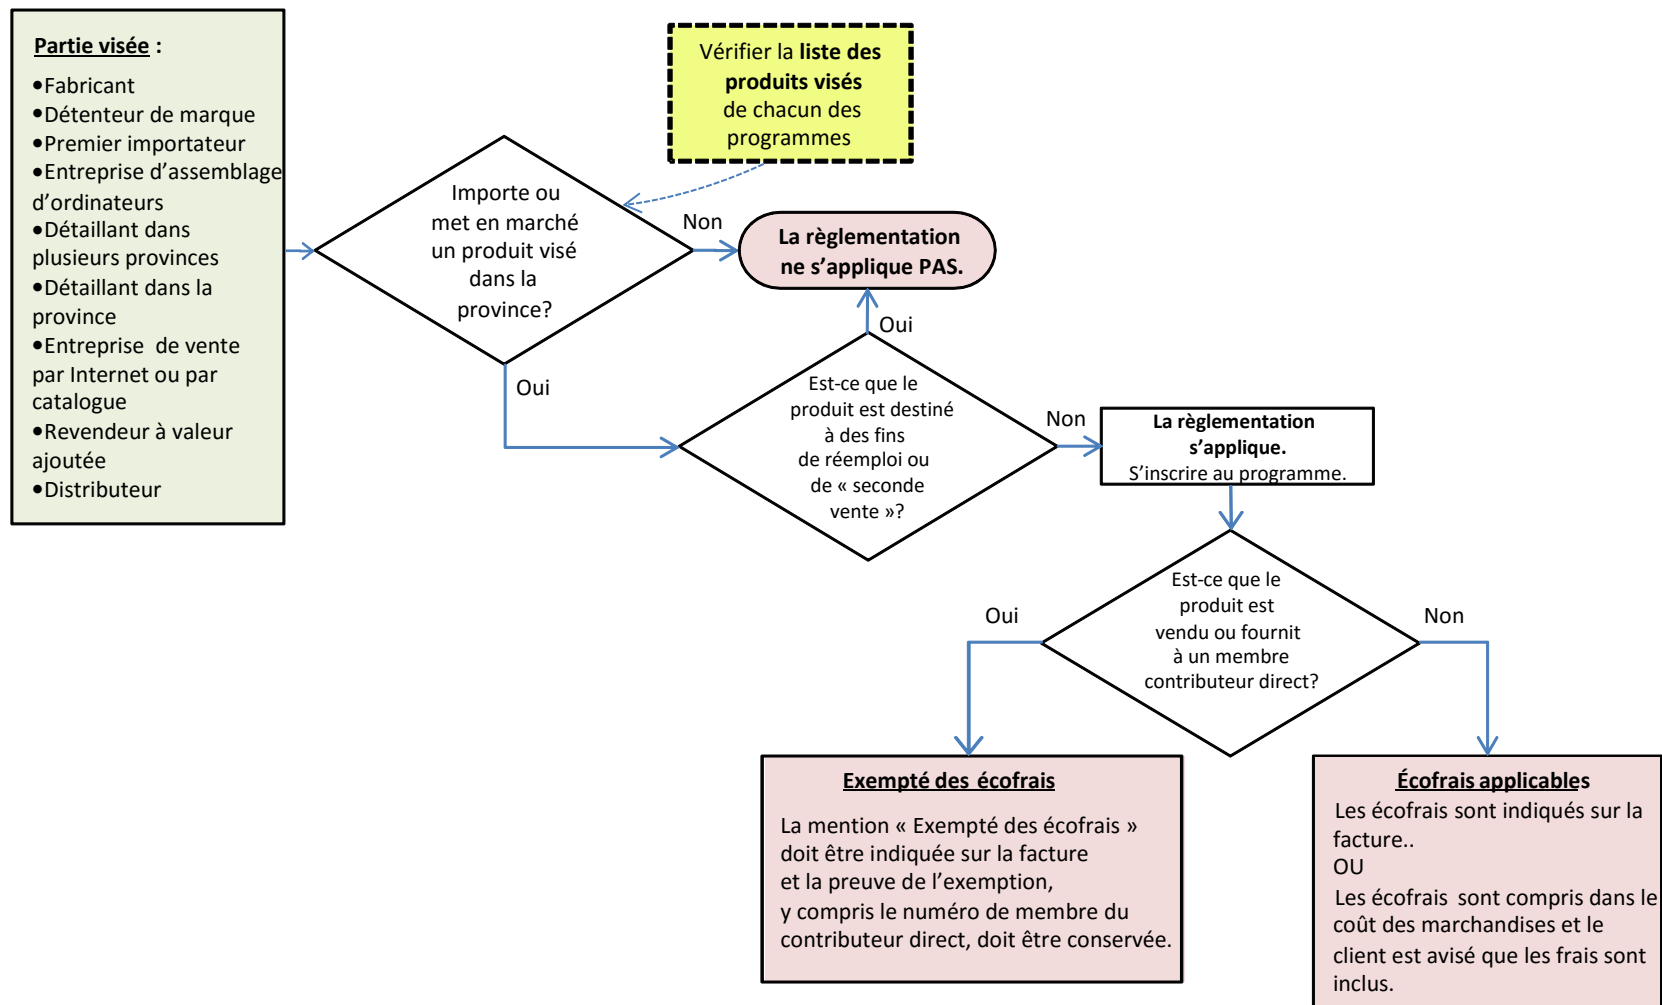 Partie visée :
•Fabricant
•Détenteur de marque
•Premier importateur
•Entreprise d’assemblage
d’ordinateurs
•Détaillant dans
plusieurs provinces
•Détaillant dans la
province
•Entreprise de vente
par Internet ou par
catalogue
•Revendeur à valeur
ajoutée
•Distributeur
Vérifier la liste des
produits visés
de chacun des
programmes
Importe ou
met en marché
un produit visé
dans la
province?
Non
La règlementation
ne s’applique PAS.
Oui
Oui
Est-ce que le
produit est destiné
à des fins
de réemploi ou
de « seconde
vente »?
Non
La règlementation
s’applique.
S’inscrire au programme.
Est-ce que le
produit est
vendu ou fournit
à un membre
contributeur direct?
Oui
Non
Exempté des écofrais
La mention « Exempté des écofrais »
doit être indiquée sur la facture
et la preuve de l’exemption,
y compris le numéro de membre du
contributeur direct, doit être conservée.
Écofrais applicables
Les écofrais sont indiqués sur la
facture..
OU
Les écofrais sont compris dans le
coût des marchandises et le
client est avisé que les frais sont
inclus.